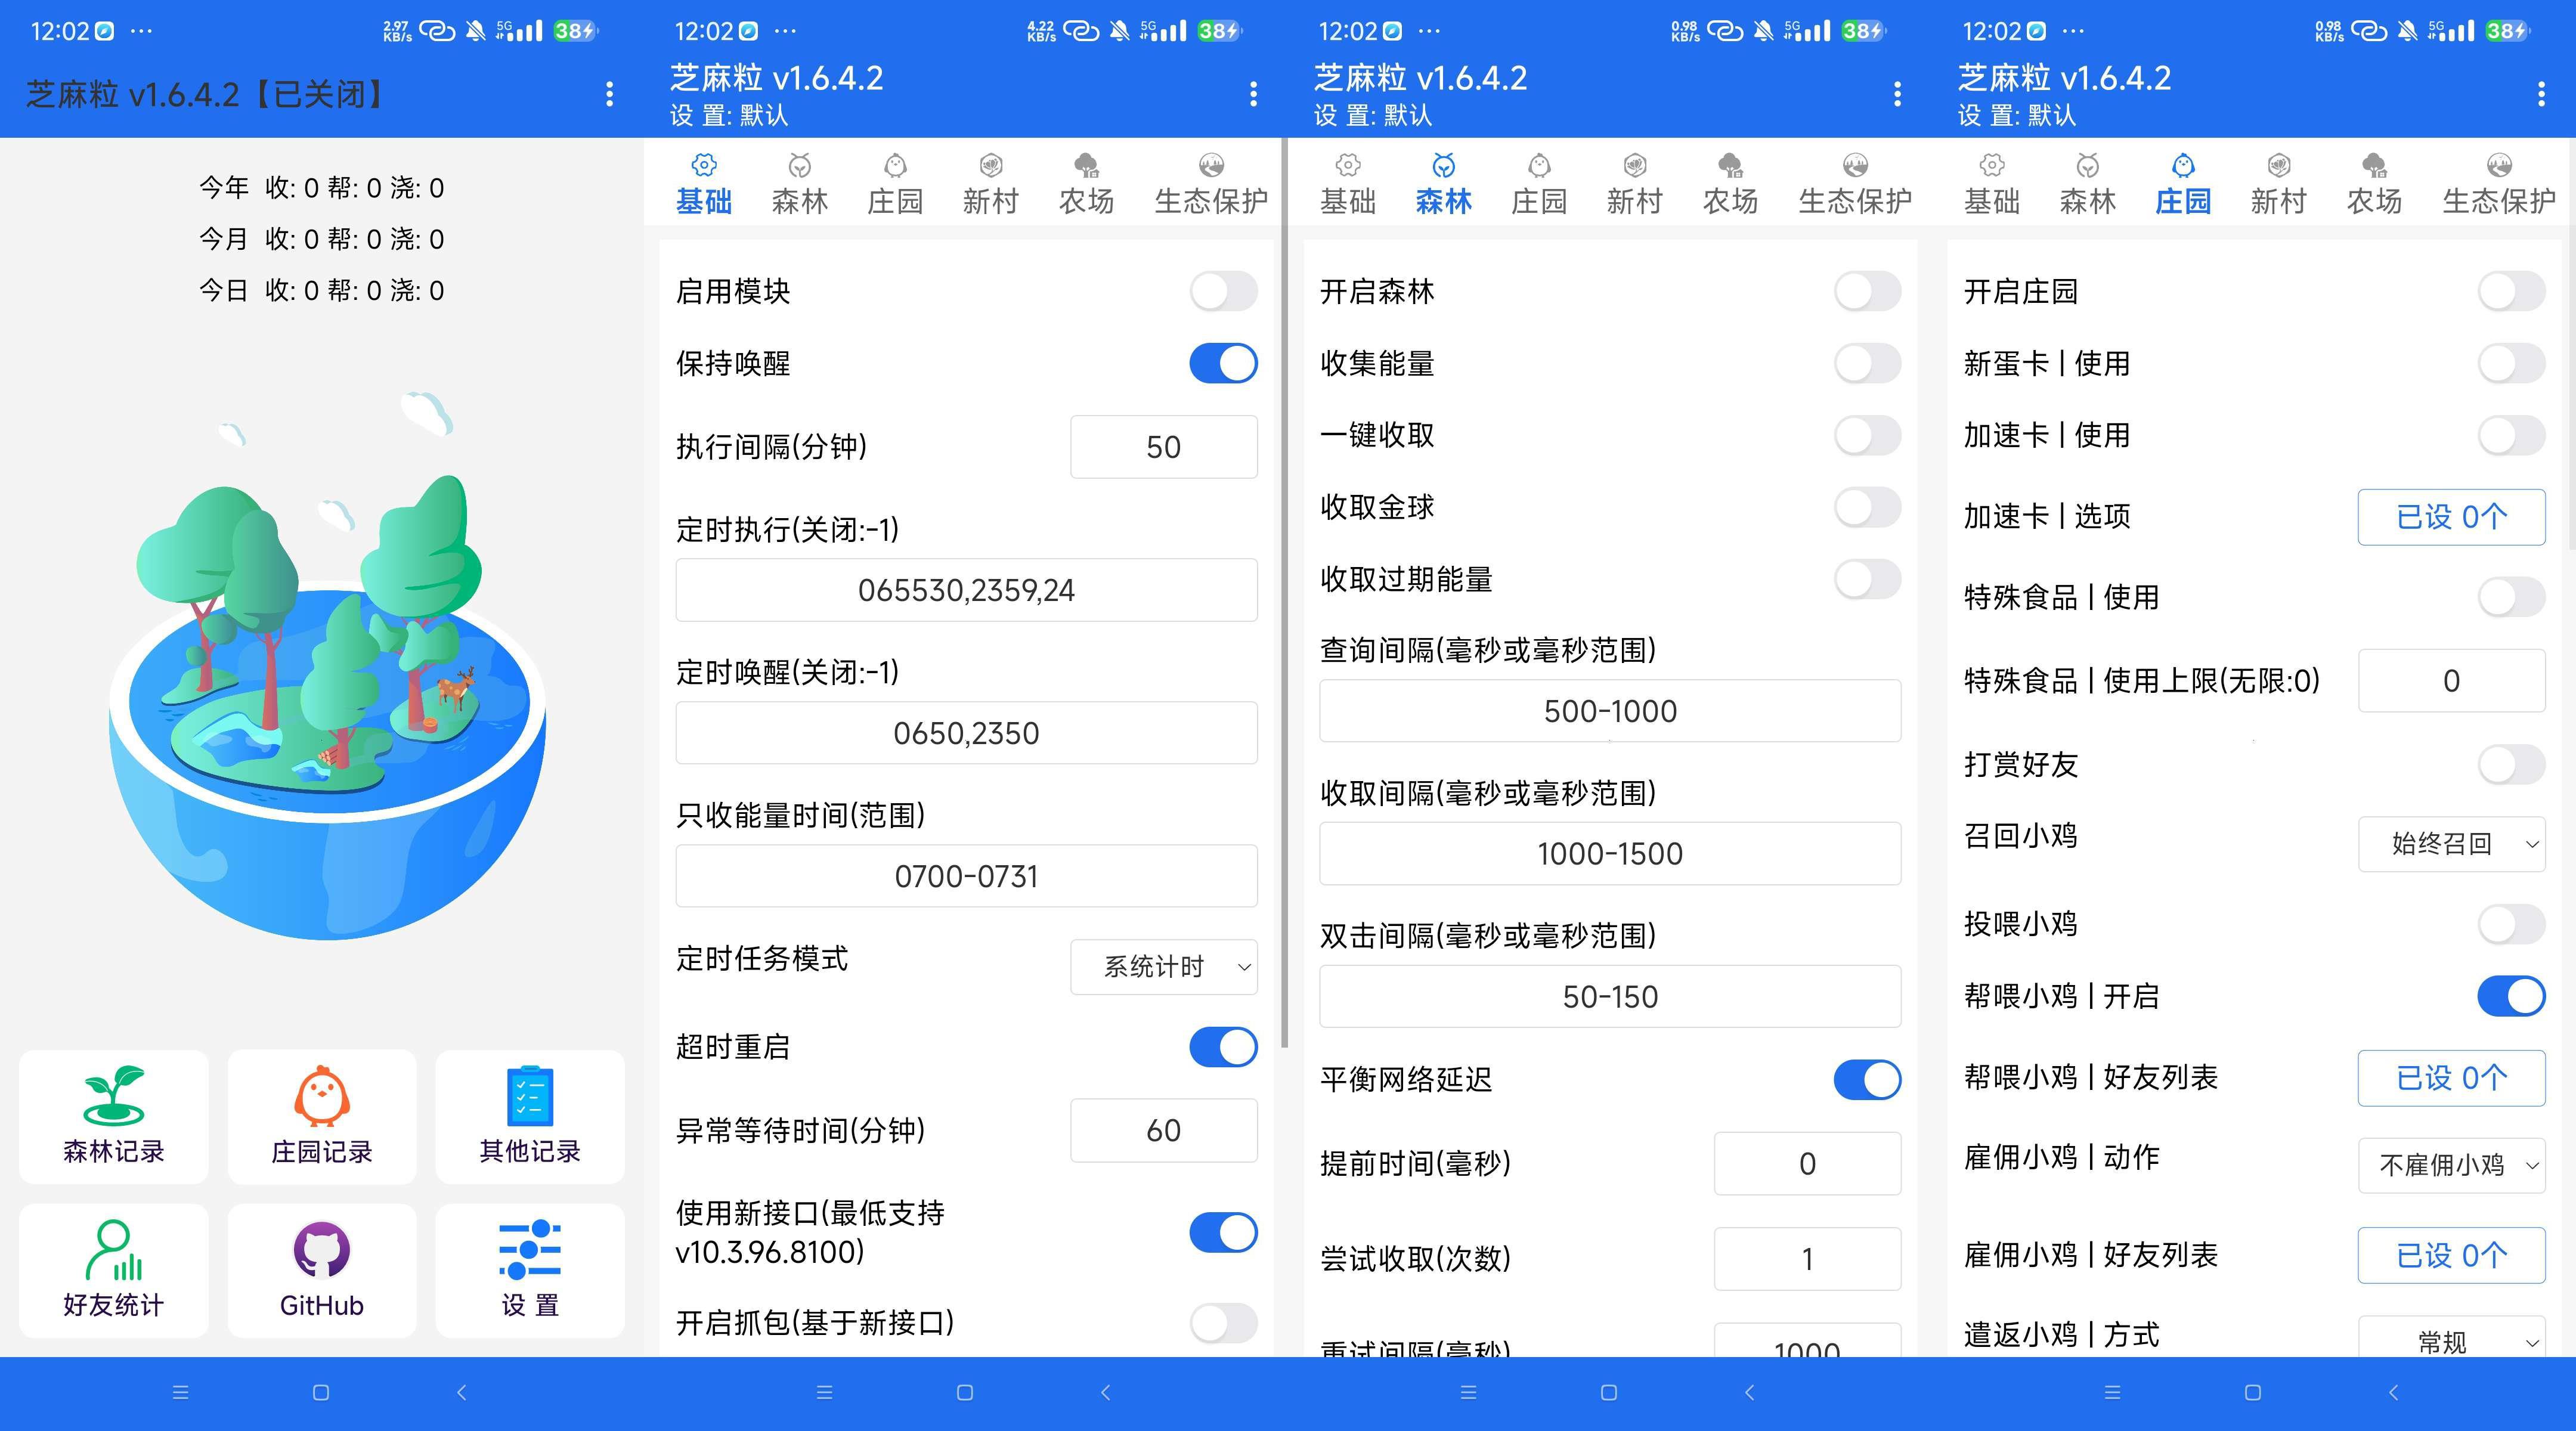 12:02 ··· 2.97 KB/s 5G 38
芝麻粒 v1.6.4.2【已关闭】
今年 收: 0 帮: 0 浇: 0
今月 收: 0 帮: 0 浇: 0
今日 收: 0 帮: 0 浇: 0
森林记录
庄园记录
其他记录
好友统计
GitHub
设 置
12:02 ··· 4.22 KB/s 5G 38
芝麻粒 v1.6.4.2
设 置: 默认
基础 森林 庄园 新村 农场 生态保护
启用模块
保持唤醒
执行间隔(分钟) 50
定时执行(关闭:-1)
065530,2359,24
定时唤醒(关闭:-1)
0650,2350
只收能量时间(范围)
0700-0731
定时任务模式 系统计时
超时重启
异常等待时间(分钟) 60
使用新接口(最低支持
v10.3.96.8100)
开启抓包(基于新接口)
12:02 ··· 0.98 KB/s 5G 38
芝麻粒 v1.6.4.2
设 置: 默认
基础 森林 庄园 新村 农场 生态保护
开启森林
收集能量
一键收取
收取金球
收取过期能量
查询间隔(毫秒或毫秒范围)
500-1000
收取间隔(毫秒或毫秒范围)
1000-1500
双击间隔(毫秒或毫秒范围)
50-150
平衡网络延迟
提前时间(毫秒) 0
尝试收取(次数) 1
重试间隔(毫秒) 1000
12:02 ··· 0.98 KB/s 5G 38
芝麻粒 v1.6.4.2
设 置: 默认
基础 森林 庄园 新村 农场 生态保护
开启庄园
新蛋卡 | 使用
加速卡 | 使用
加速卡 | 选项 已设 0个
特殊食品 | 使用
特殊食品 | 使用上限(无限:0) 0
打赏好友
召回小鸡 始终召回
投喂小鸡
帮喂小鸡 | 开启
帮喂小鸡 | 好友列表 已设 0个
雇佣小鸡 | 动作 不雇佣小鸡
雇佣小鸡 | 好友列表 已设 0个
遣返小鸡 | 方式 常规